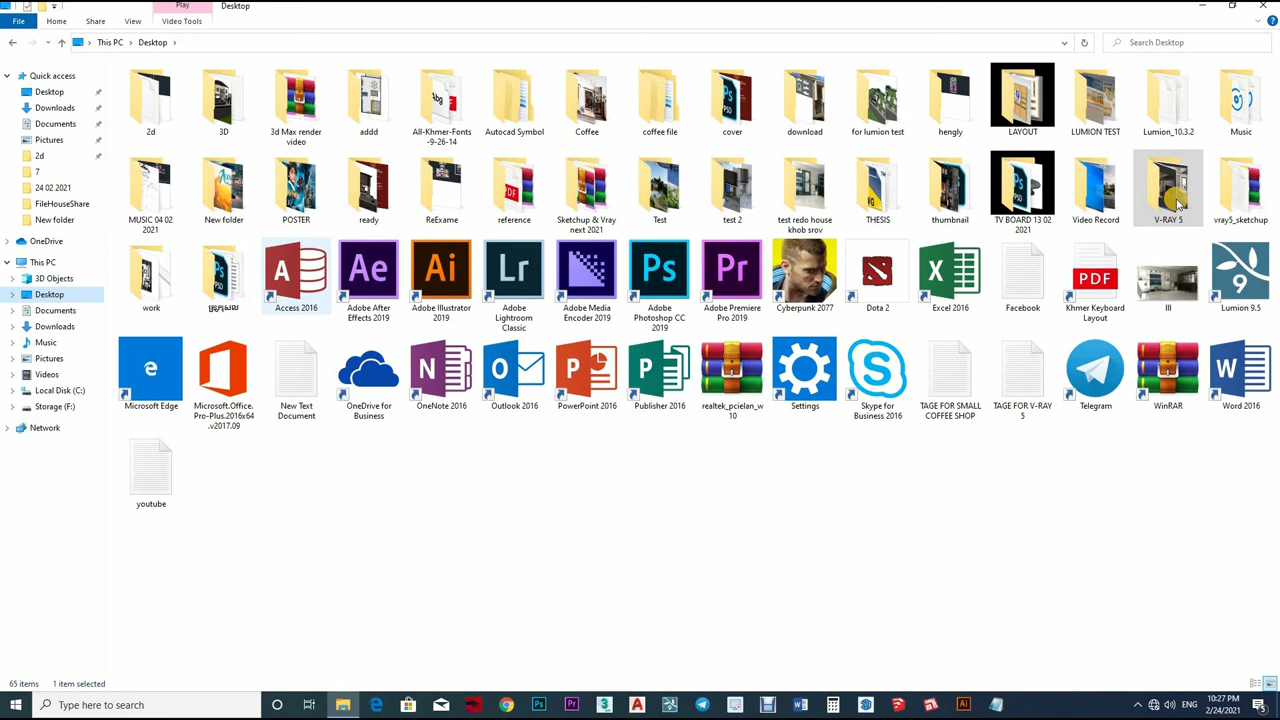 Play
Desktop
File
Home
Share
View
Video Tools
This PC
Desktop
Search Desktop
Quick access
Desktop
Downloads
Documents
Pictures
2d
7
24 02 2021
FileHouseShare
New folder
OneDrive
This PC
3D Objects
Desktop
Documents
Downloads
Music
Pictures
Videos
Local Disk (C:)
Storage (F:)
Network
2d
3D
3d Max render
video
addd
All-Khmer-Fonts
-9-26-14
Autocad Symbol
Coffee
coffee file
cover
download
for lumion test
hengly
LAYOUT
LUMION TEST
Lumion_10.3.2
Music
MUSIC 04 02
2021
New folder
POSTER
ready
ReExame
reference
Sketchup & Vray
next 2021
Test
test 2
test redo house
khob srov
THESIS
thumbnail
TV BOARD 13 02
2021
Video Record
V-RAY 5
vray5_sketchup
work
Access 2016
Adobe After
Effects 2019
Adobe Illustrator
2019
Adobe
Lightroom
Classic
Adobe Media
Encoder 2019
Adobe
Photoshop CC
2019
Adobe Premiere
Pro 2019
Cyberpunk 2077
Dota 2
Excel 2016
Facebook
Khmer Keyboard
Layout
III
Lumion 9.5
Microsoft Edge
Microsoft.Office.
Pro-Plus.2016x64
.v2017.09
New Text
Document
OneDrive for
Business
OneNote 2016
Outlook 2016
PowerPoint 2016
Publisher 2016
realtek_pcielan_w
10
Settings
Skype for
Business 2016
TAGE FOR SMALL
COFFEE SHOP
TAGE FOR V-RAY
5
Telegram
WinRAR
Word 2016
youtube
65 items
1 item selected
Type here to search
ENG
10:27 PM
2/24/2021